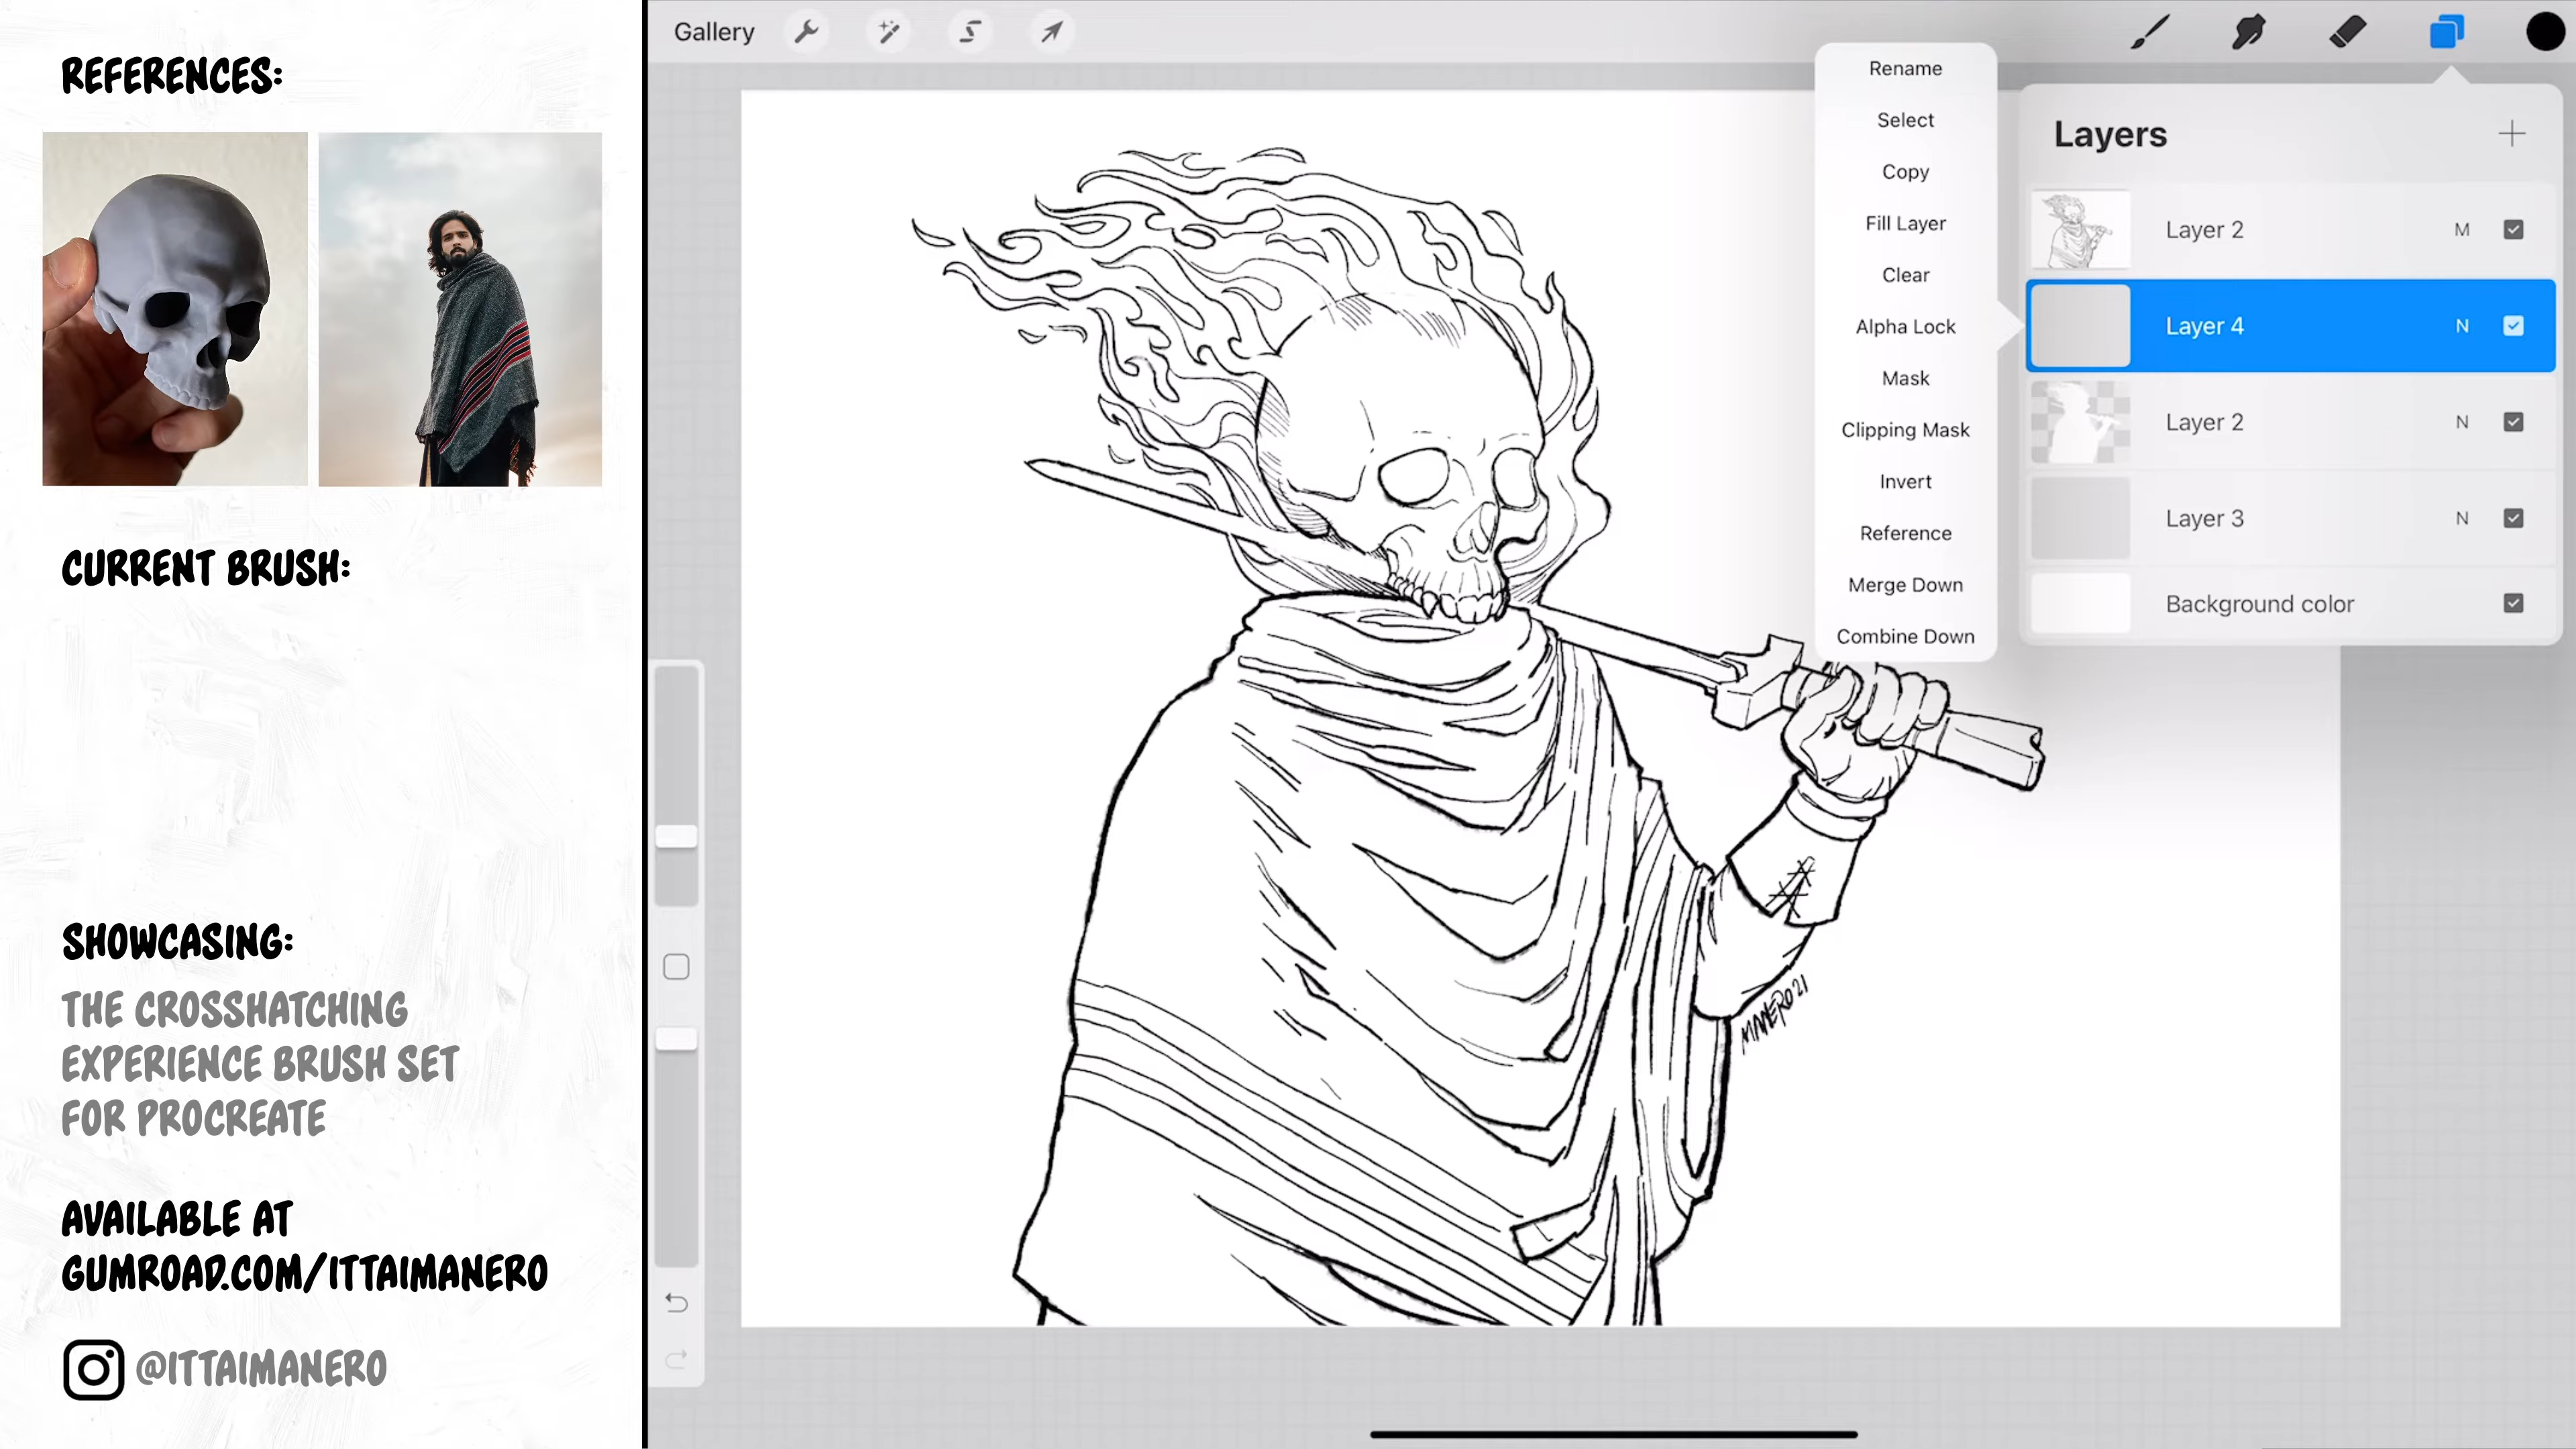 REFERENCES:
CURRENT BRUSH:
SHOWCASING:
THE CROSSHATCHING
EXPERIENCE BRUSH SET
FOR PROCREATE
AVAILABLE AT
GUMROAD.COM/ITTAIMANERO
@ITTAIMANERO
Gallery
Rename
Select
Copy
Fill Layer
Clear
Alpha Lock
Mask
Clipping Mask
Invert
Reference
Merge Down
Combine Down
Layers
Layer 2 M
Layer 4 N
Layer 2 N
Layer 3 N
Background color
MANERO 21